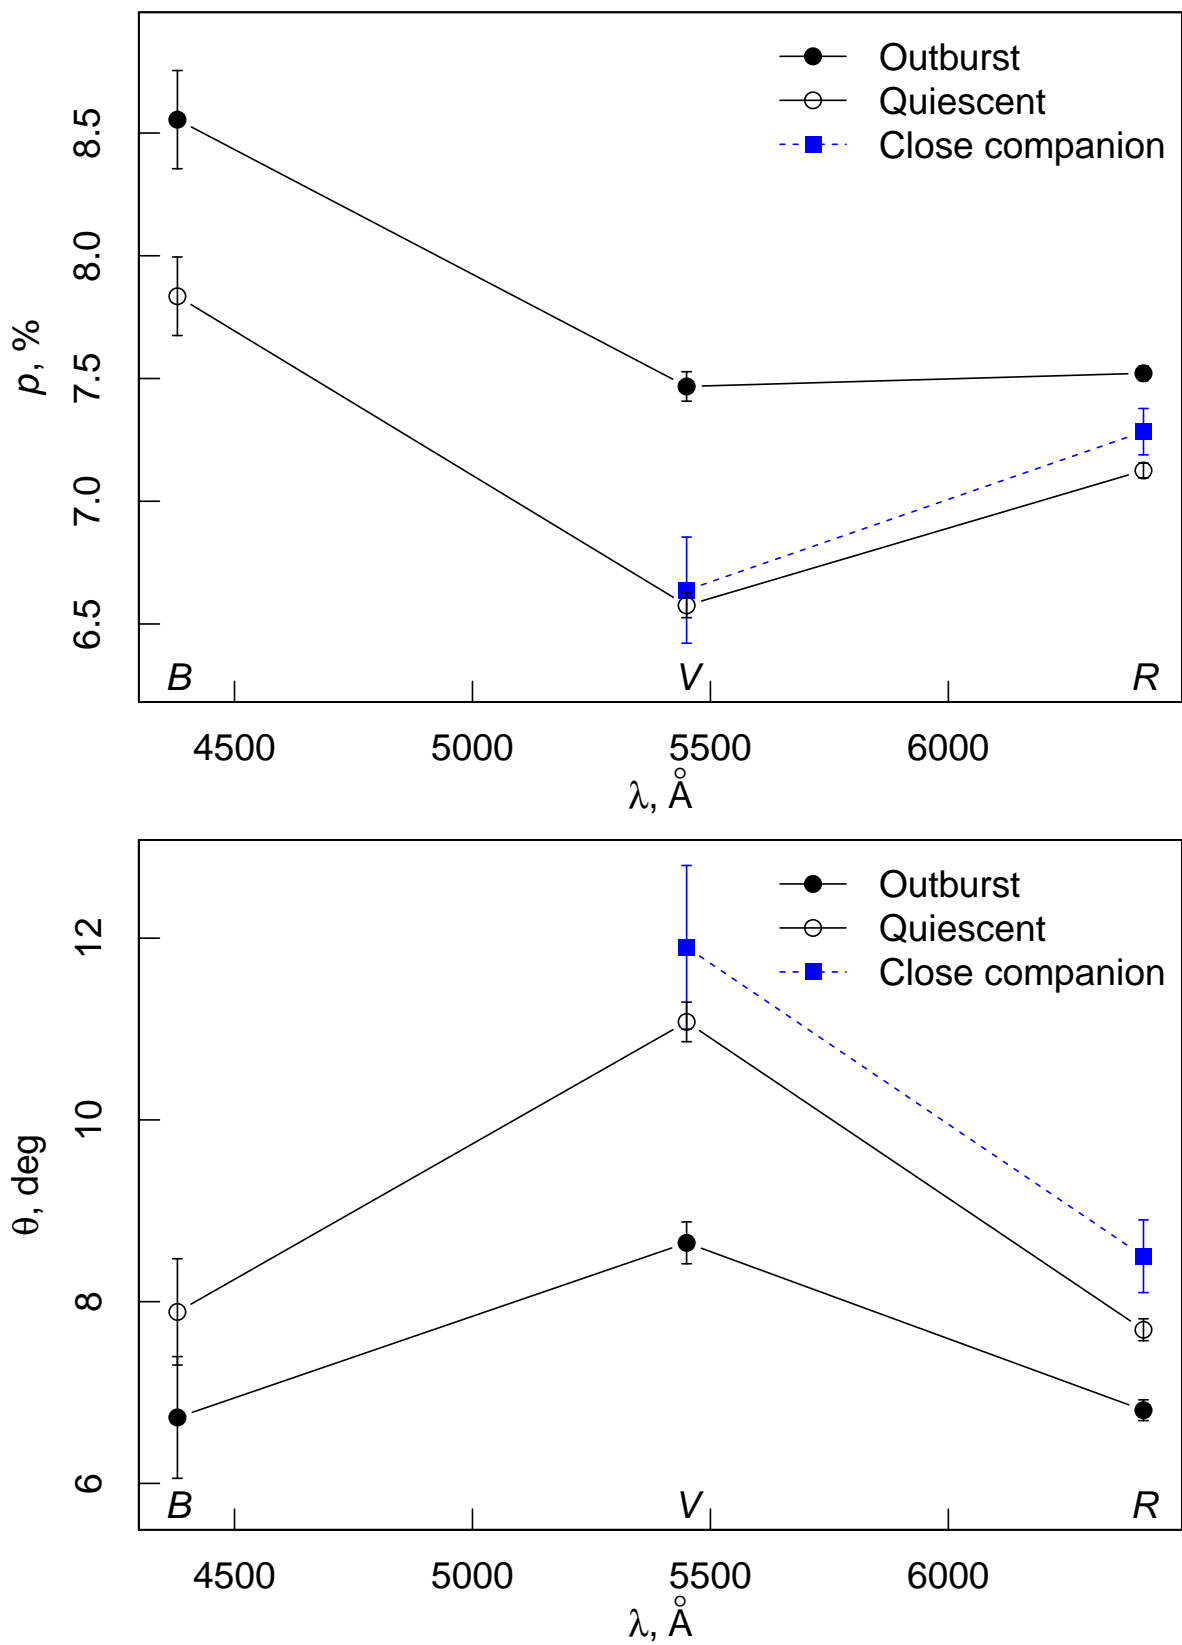 Outburst
Quiescent
Close companion
8.5
8.0
7.5
7.0
6.5
p, %
B V R
4500 5000 5500 6000
λ, Å
Outburst
Quiescent
Close companion
12
10
8
6
θ, deg
B V R
4500 5000 5500 6000
λ, Å